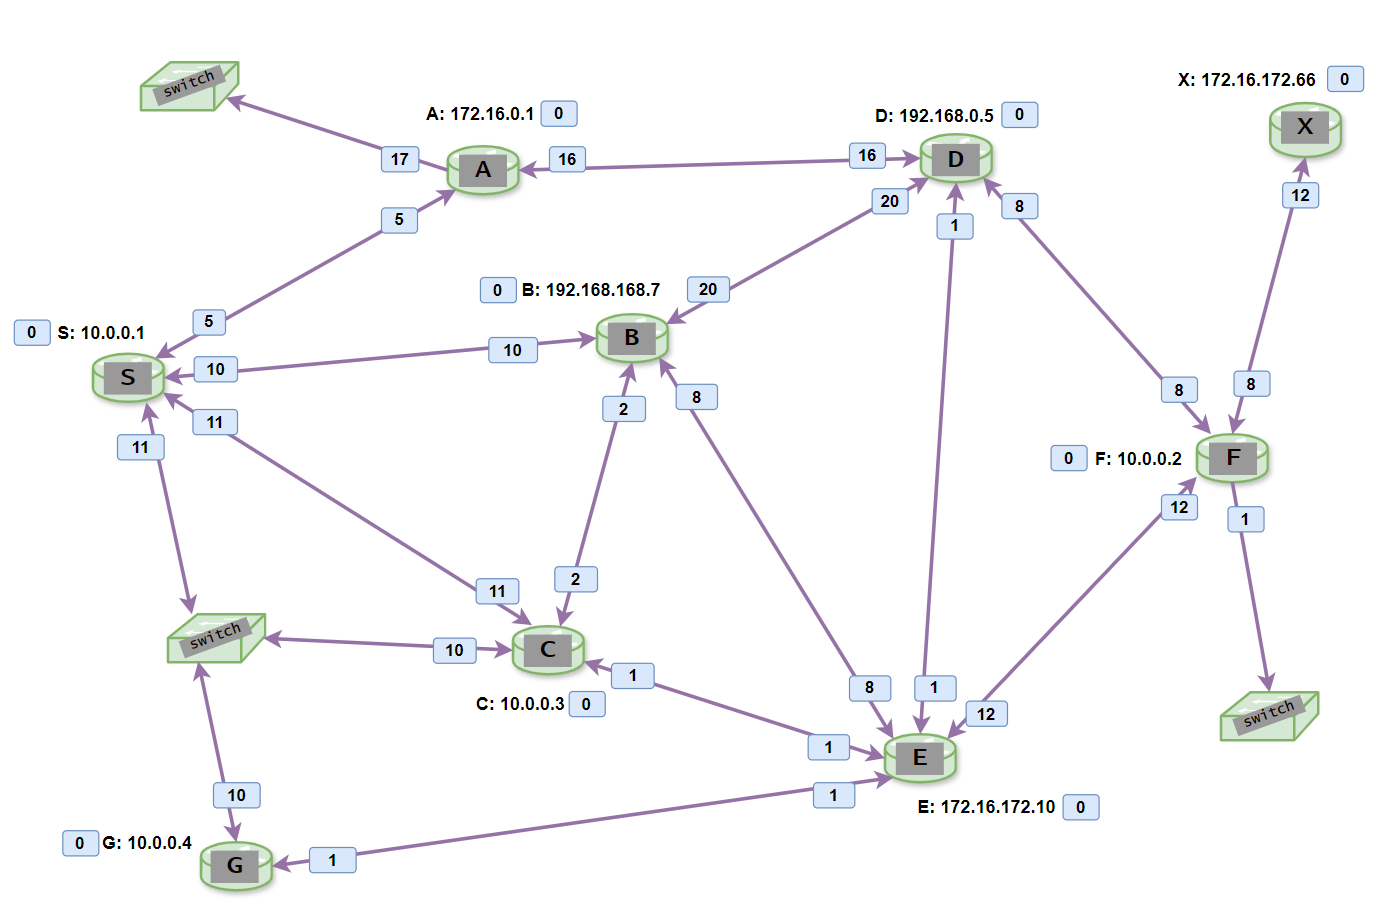 switch
X: 172.16.172.66 0
A: 172.16.0.1 0
D: 192.168.0.5 0
X
17
16
16
D
A
20
8
12
5
1
0 B: 192.168.168.7
20
0 S: 10.0.0.1
5
B
10
10
S
8
8
8
2
11
11
0 F: 10.0.0.2
F
12
1
2
11
switch
10
C
1
8
1
C: 10.0.0.3 0
12
switch
1
E
10
1
E: 172.16.172.10 0
0 G: 10.0.0.4
1
G